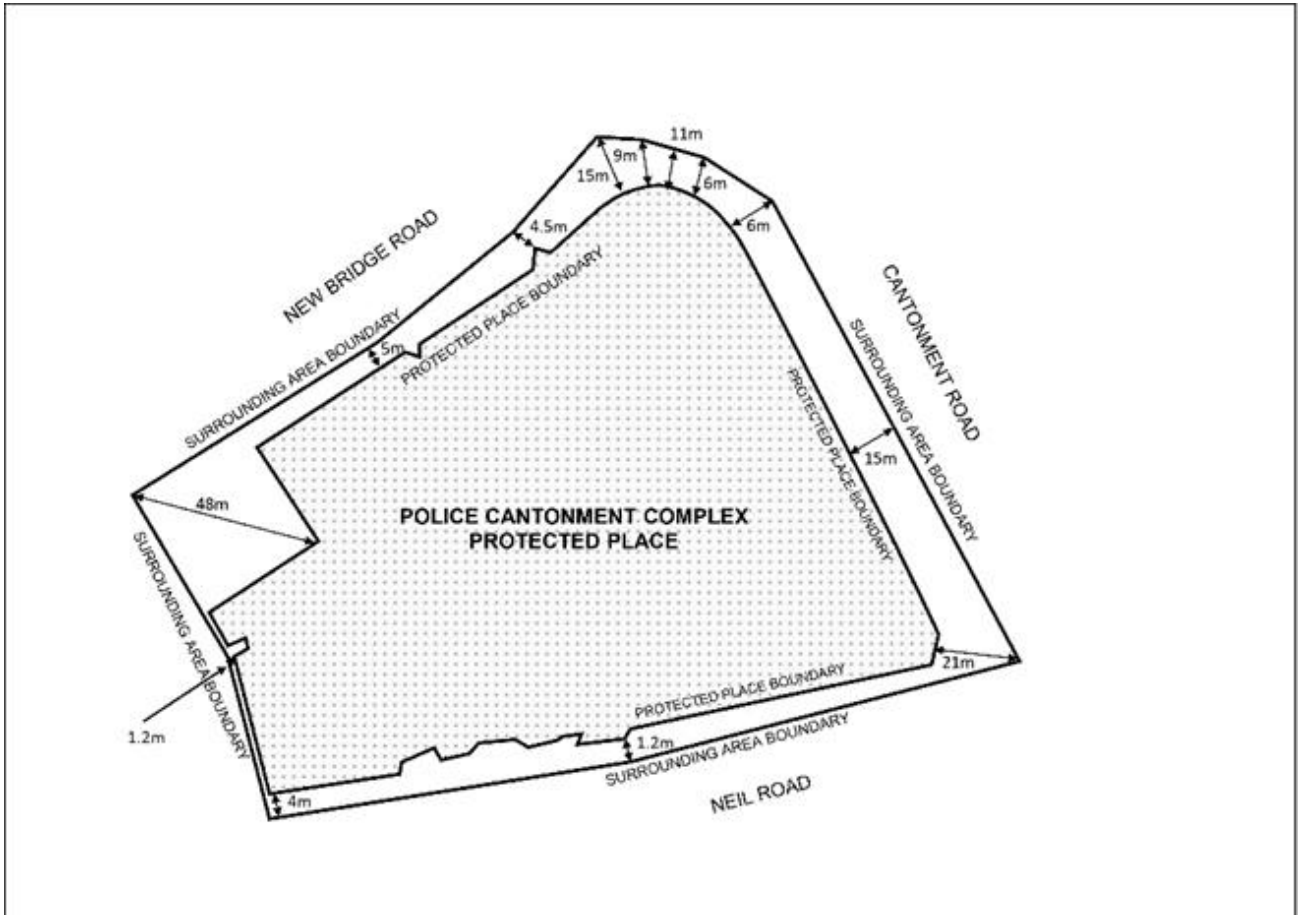 11m
9m
15m
6m
6m
4.5m
NEW BRIDGE ROAD
CANTONMENT ROAD
SURROUNDING AREA BOUNDARY
PROTECTED PLACE BOUNDARY
5m
SURROUNDING AREA BOUNDARY
PROTECTED PLACE BOUNDARY
15m
48m
POLICE CANTONMENT COMPLEX
PROTECTED PLACE
SURROUNDING AREA BOUNDARY
21m
PROTECTED PLACE BOUNDARY
1.2m
1.2m
SURROUNDING AREA BOUNDARY
NEIL ROAD
4m